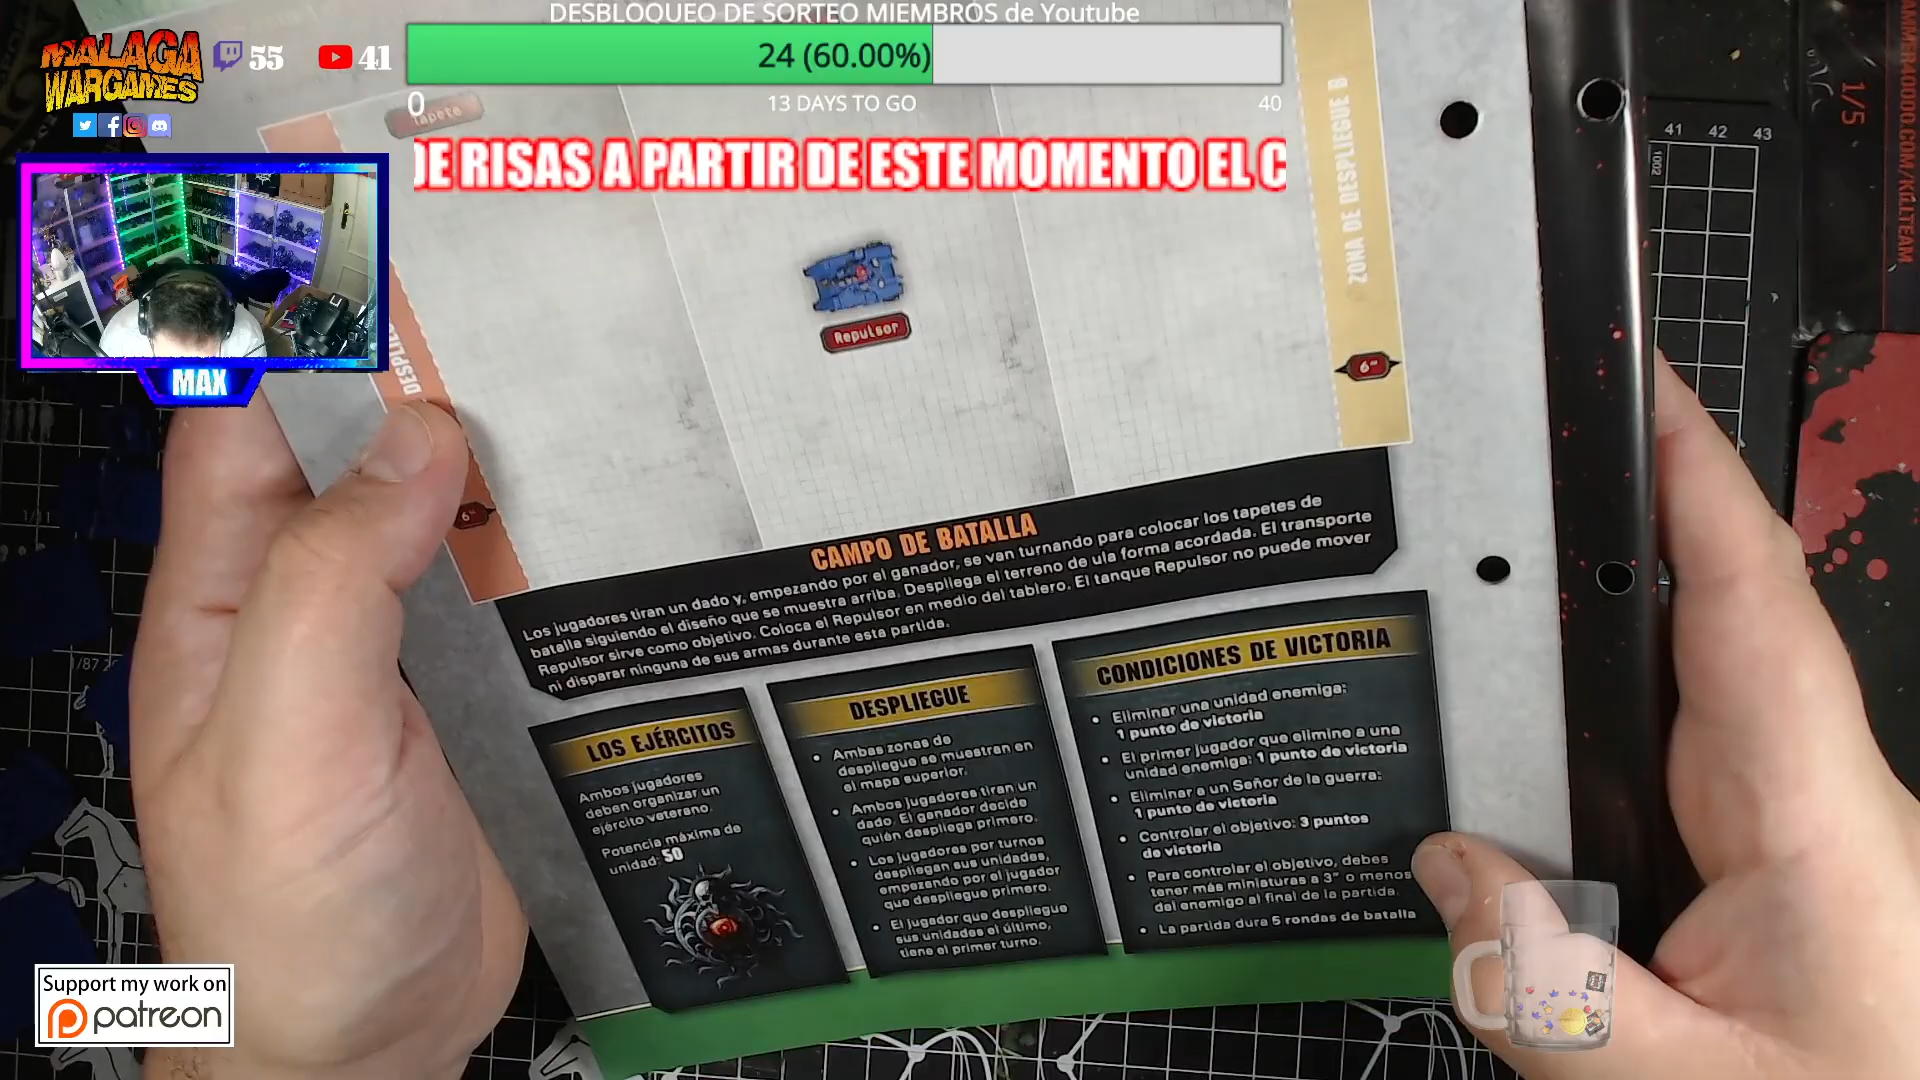 DESBLOQUEO DE SORTEO MIEMBROS de Youtube
MALAGA
WARGAMES
55
41
24 (60.00%)
0
13 DAYS TO GO
40
DE RISAS A PARTIR DE ESTE MOMENTO EL C
MAX
Tapete
Repulsor
ZONA DE DESPLIEGUE B
6"
6"
41 42 43
1/5
CAMPO DE BATALLA
Los jugadores tiran un dado y, empezando por el ganador, se van turnando para colocar los tapetes de
batalla siguiendo el diseño que se muestra arriba. Despliega el terreno de ula forma acordada. El transporte
Repulsor sirve como objetivo. Coloca el Repulsor en medio del tablero. El tanque Repulsor no puede mover
ni disparar ninguna de sus armas durante esta partida.
LOS EJÉRCITOS
Ambos jugadores
deben organizar un
ejército veterano.
Potencia máxima de
unidad: 50
DESPLIEGUE
• Ambas zonas de
despliegue se muestran en
el mapa superior.
• Ambos jugadores tiran un
dado. El ganador decide
quién despliega primero.
• Los jugadores por turnos
despliegan sus unidades,
empezando por el jugador
que despliegue primero.
• El jugador que despliegue
sus unidades el último,
tiene el primer turno.
CONDICIONES DE VICTORIA
• Eliminar una unidad enemiga:
1 punto de victoria
• El primer jugador que elimine a una
unidad enemiga: 1 punto de victoria
• Eliminar a un Señor de la guerra:
1 punto de victoria
• Controlar el objetivo: 3 puntos
de victoria
• Para controlar el objetivo, debes
tener más miniaturas a 3" o menos
del enemigo al final de la partida.
• La partida dura 5 rondas de batalla
Support my work on
patreon